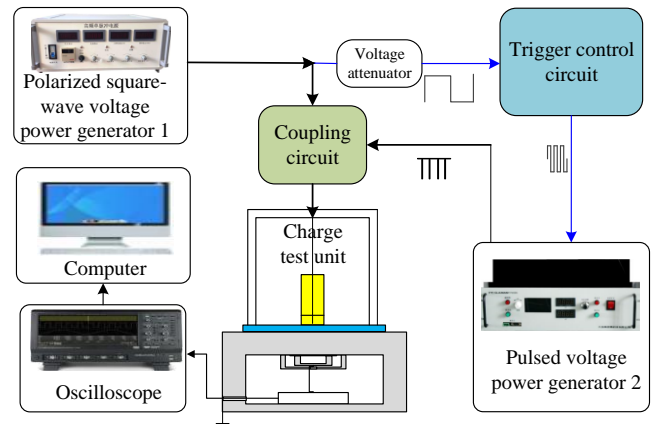 Polarized square-
wave voltage
power generator 1
Voltage
attenuator
Trigger control
circuit
Coupling
circuit
Charge
test unit
Computer
Oscilloscope
Pulsed voltage
power generator 2